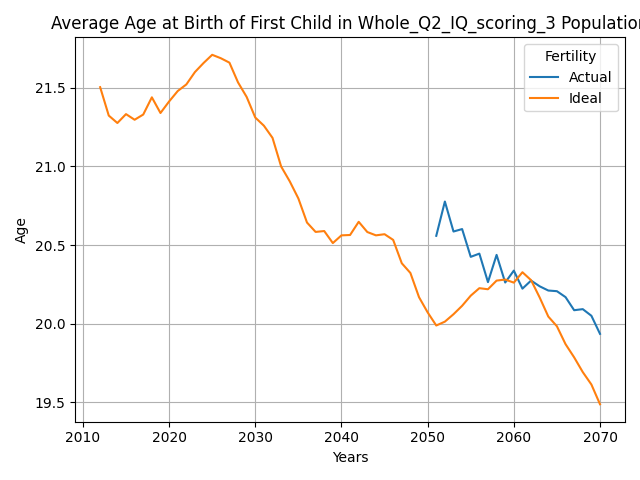 Average Age at Birth of First Child in Whole_Q2_IQ_scoring_3 Population
Fertility
Actual
Ideal
21.5
21.0
20.5
20.0
19.5
Age
2010 2020 2030 2040 2050 2060 2070
Years